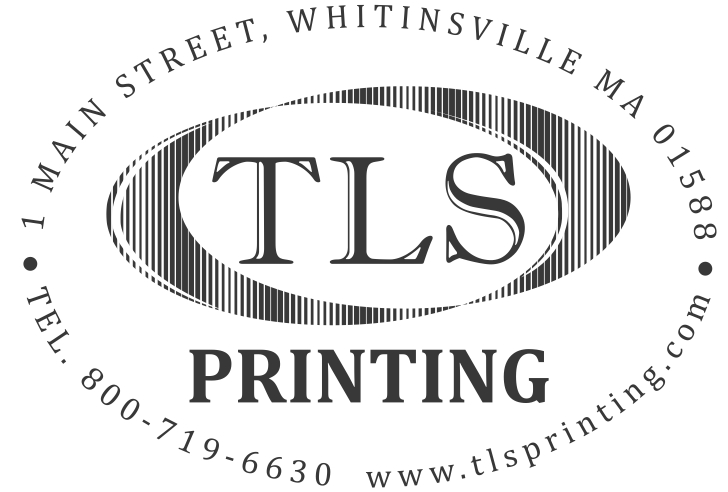 1 MAIN STREET, WHITINSVILLE MA 01588
TLS
PRINTING
• TEL. 800-719-6630 www.tlsprinting.com •